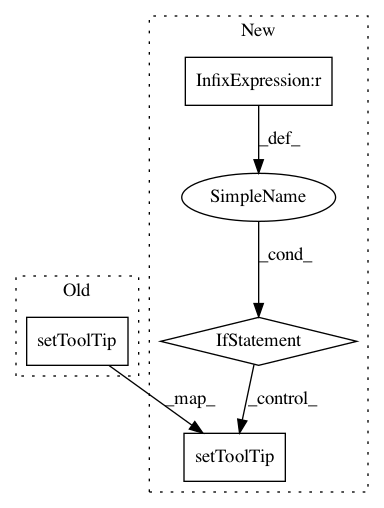 New
InfixExpression:r
_def_
SimpleName
_cond_
Old
setToolTip
IfStatement
_map_
_control_
setToolTip